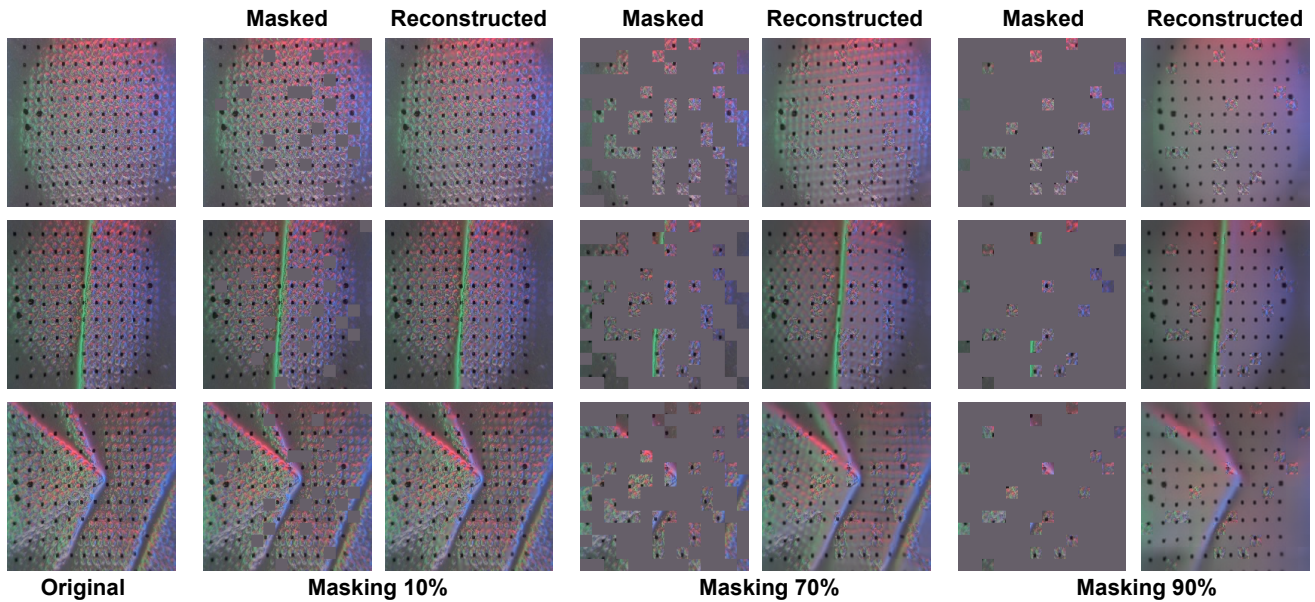 Masked Reconstructed Masked Reconstructed Masked Reconstructed
Original Masking 10% Masking 70% Masking 90%